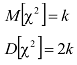 M[χ²] = k
D[χ²] = 2k